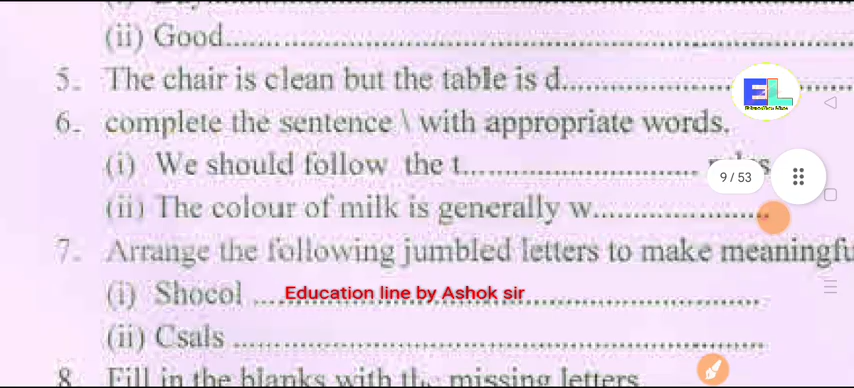 (ii) Good..............................
5. The chair is clean but the table is d..............................
EL
6. complete the sentence \ with appropriate words.
(i) We should follow the t..............................
9 / 53
(ii) The colour of milk is generally w..............................
7. Arrange the following jumbled letters to make meaningfu
(i) Shocol ..............................
Education line by Ashok sir
(ii) Csals ..............................
8. Fill in the blanks with the missing letters